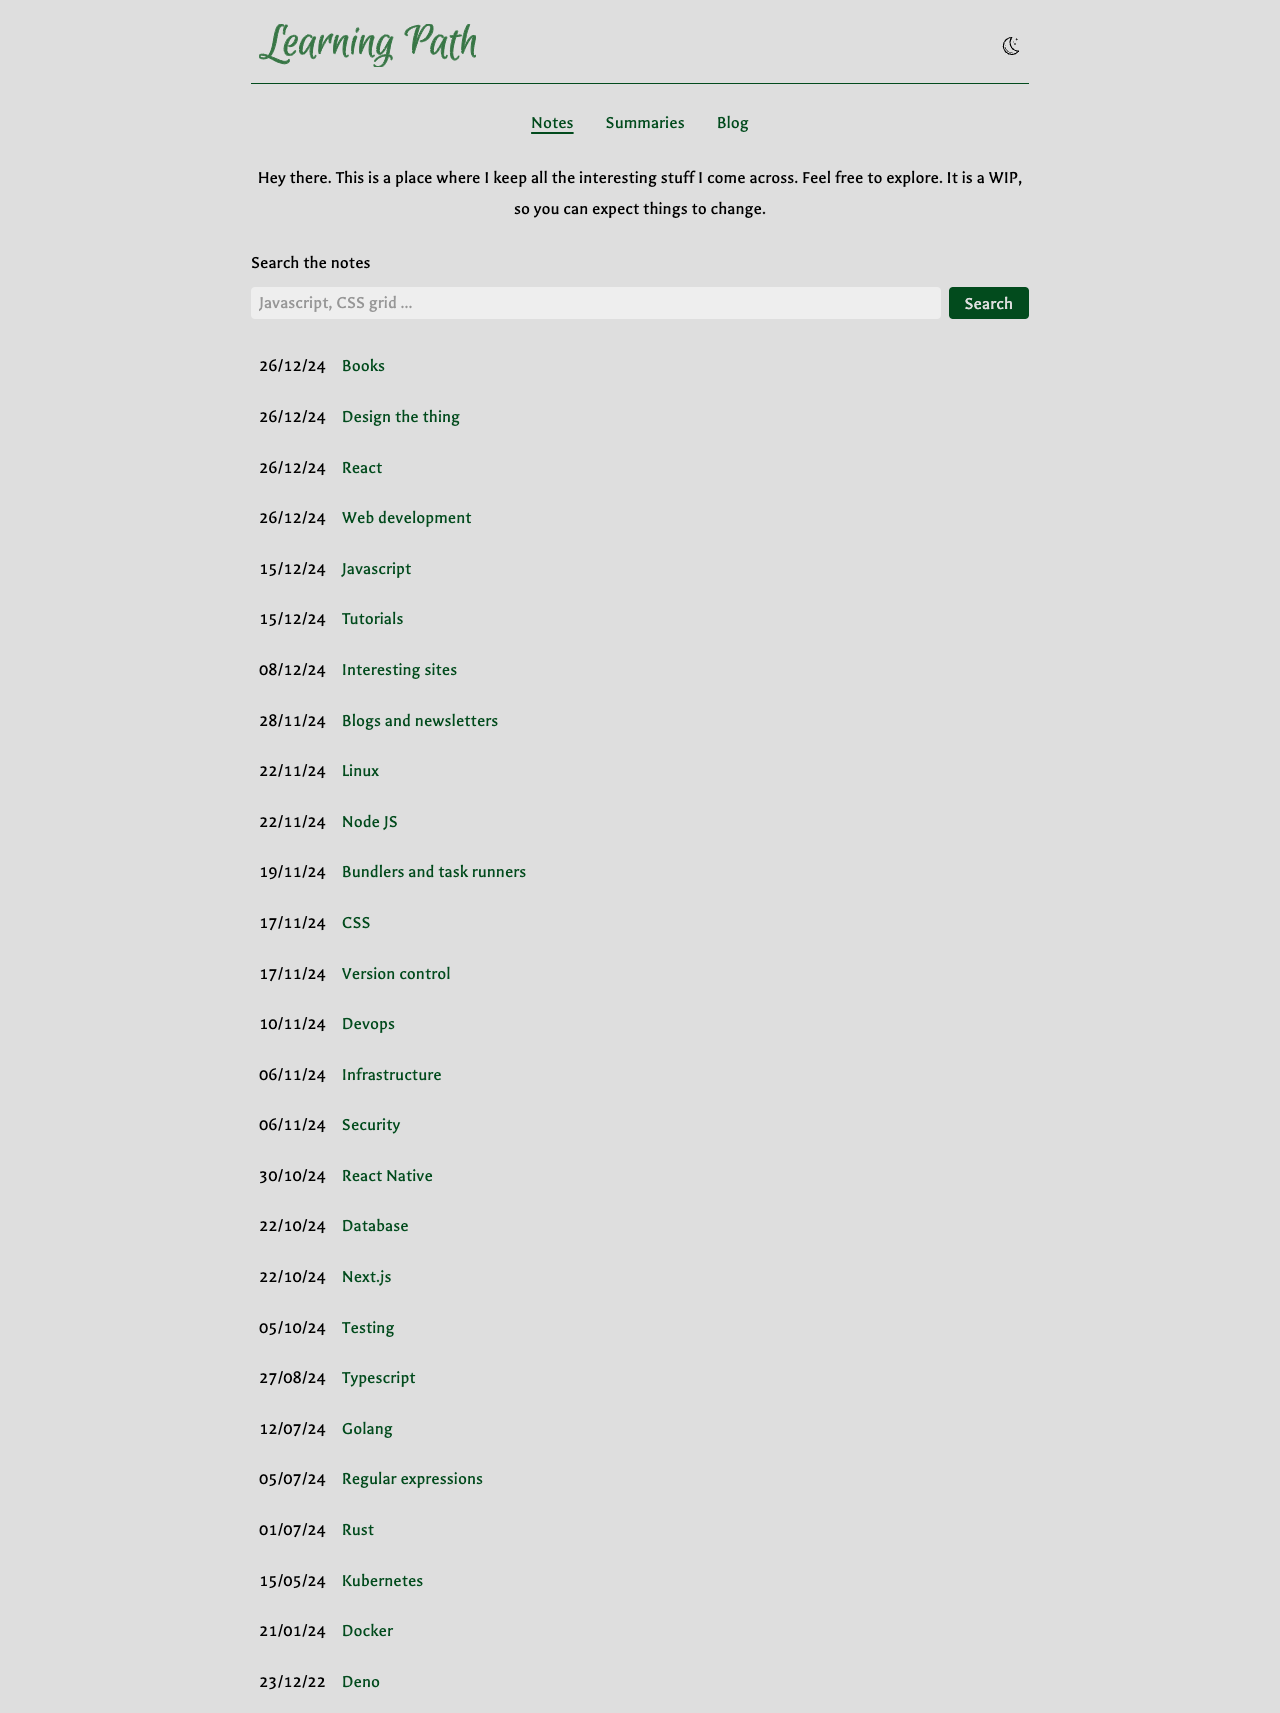 Learning Path
Notes Summaries Blog
Hey there. This is a place where I keep all the interesting stuff I come across. Feel free to explore. It is a WIP,
so you can expect things to change.
Search the notes
Javascript, CSS grid ...
Search
26/12/24 Books
26/12/24 Design the thing
26/12/24 React
26/12/24 Web development
15/12/24 Javascript
15/12/24 Tutorials
08/12/24 Interesting sites
28/11/24 Blogs and newsletters
22/11/24 Linux
22/11/24 Node JS
19/11/24 Bundlers and task runners
17/11/24 CSS
17/11/24 Version control
10/11/24 Devops
06/11/24 Infrastructure
06/11/24 Security
30/10/24 React Native
22/10/24 Database
22/10/24 Next.js
05/10/24 Testing
27/08/24 Typescript
12/07/24 Golang
05/07/24 Regular expressions
01/07/24 Rust
15/05/24 Kubernetes
21/01/24 Docker
23/12/22 Deno